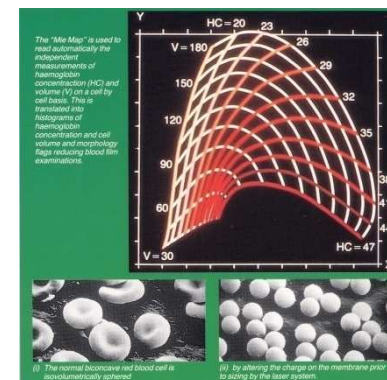 The "Mie Map" is used to
read automatically the
independent
measurements of
haemoglobin
concentraction (HC) and
volume (V) on a cell by
cell basis. This is
translated into
histograms of
haemoglobin
concentration and cell
volume and morphology
flags reducing blood film
examinations.
Y
HC = 20
23
26
29
32
35
38
41
44
HC = 47
V = 180
150
120
90
60
V = 30
(i) The normal biconcave red blood cell is
isovolumetrically sphered
(ii) by altering the charge on the membrane prior
to sizing by the laser system.